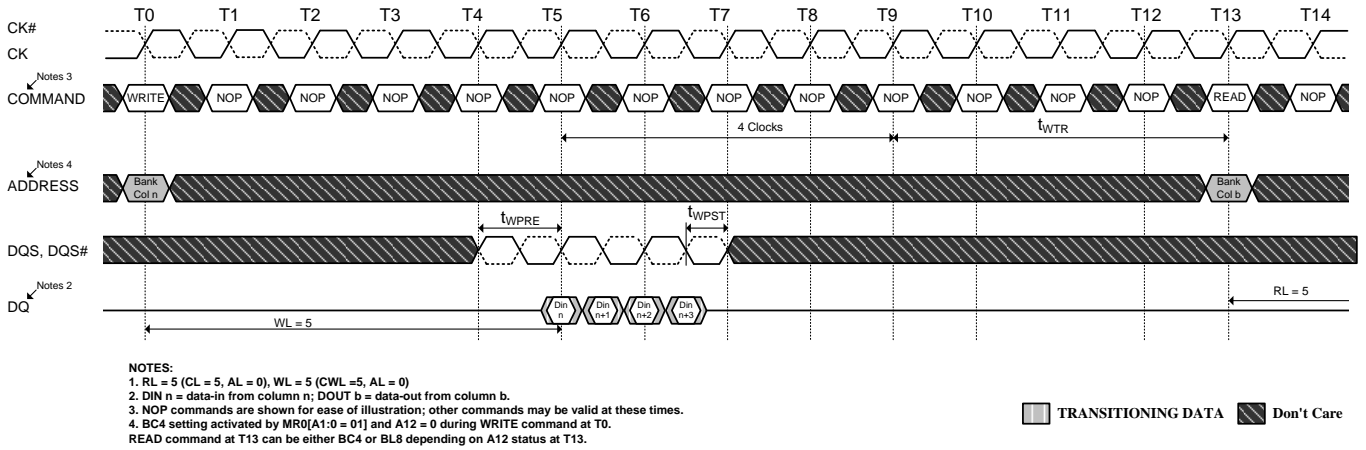 T0 T1 T2 T3 T4 T5 T6 T7 T8 T9 T10 T11 T12 T13 T14
CK#
CK
Notes 3
COMMAND WRITE NOP NOP NOP NOP NOP NOP NOP NOP NOP NOP NOP NOP READ NOP
4 Clocks tWTR
Notes 4
ADDRESS Bank Col n Bank Col b
tWPRE tWPST
DQS, DQS#
Notes 2
DQ Din n Din n+1 Din n+2 Din n+3 RL = 5
WL = 5
NOTES:
1. RL = 5 (CL = 5, AL = 0), WL = 5 (CWL =5, AL = 0)
2. DIN n = data-in from column n; DOUT b = data-out from column b.
3. NOP commands are shown for ease of illustration; other commands may be valid at these times.
4. BC4 setting activated by MR0[A1:0 = 01] and A12 = 0 during WRITE command at T0.
READ command at T13 can be either BC4 or BL8 depending on A12 status at T13.
TRANSITIONING DATA Don't Care